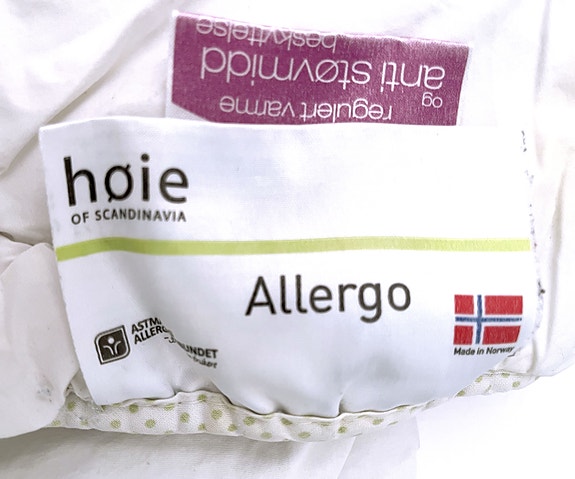 regulert varme
og
anti støvmidd
beskyttelse
høie
OF SCANDINAVIA
Allergo
Made in Norway